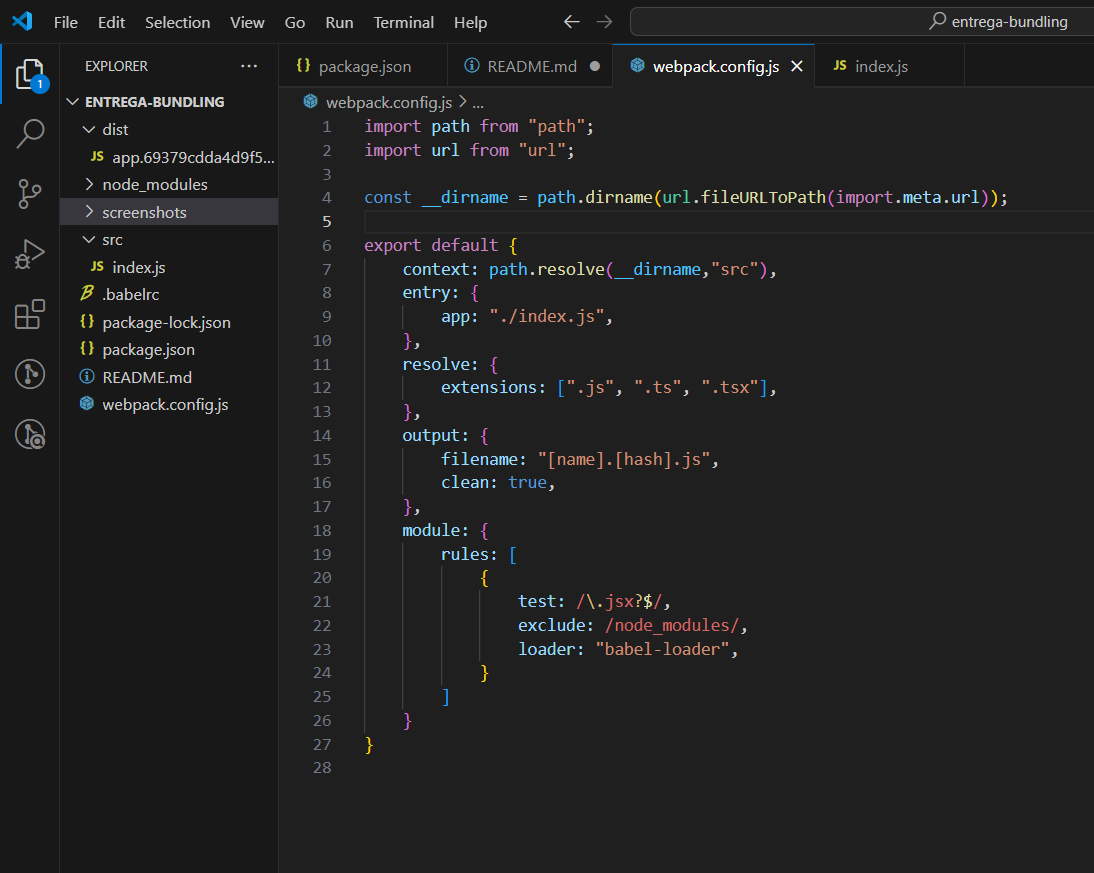 File Edit Selection View Go Run Terminal Help entrega-bundling
1
EXPLORER ...
ENTREGA-BUNDLING
dist
JS app.69379cdda4d9f5...
node_modules
screenshots
src
JS index.js
.babelrc
{} package-lock.json
{} package.json
README.md
webpack.config.js
{} package.json README.md webpack.config.js JS index.js
webpack.config.js > ...
1 import path from "path";
2 import url from "url";
3
4 const __dirname = path.dirname(url.fileURLToPath(import.meta.url));
5
6 export default {
7 context: path.resolve(__dirname,"src"),
8 entry: {
9 app: "./index.js",
10 },
11 resolve: {
12 extensions: [".js", ".ts", ".tsx"],
13 },
14 output: {
15 filename: "[name].[hash].js",
16 clean: true,
17 },
18 module: {
19 rules: [
20 {
21 test: /\.jsx?$/,
22 exclude: /node_modules/,
23 loader: "babel-loader",
24 }
25 ]
26 }
27 }
28